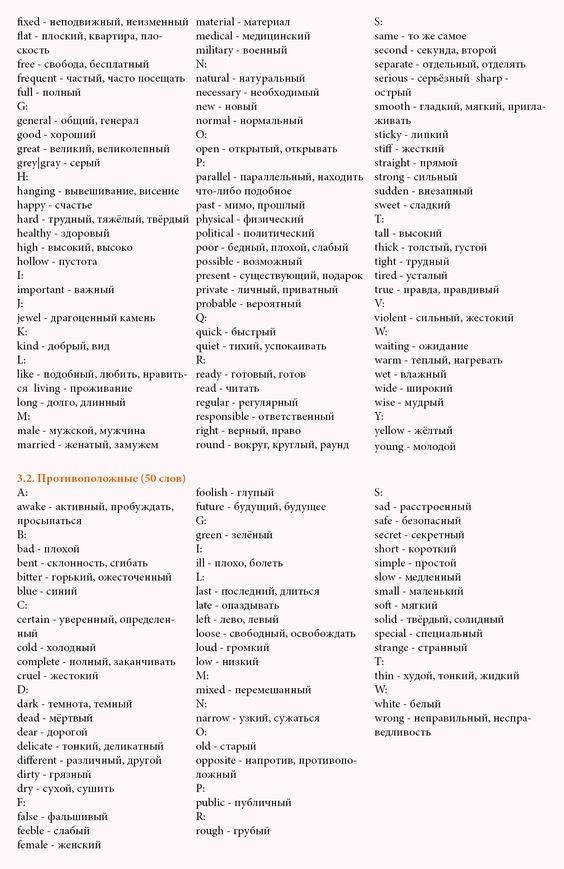 fixed - неподвижный, неизменный
flat - плоский, квартира, пло-
скость
free - свобода, бесплатный
frequent - частый, часто посещать
full - полный
G:
general - общий, генерал
good - хороший
great - великий, великолепный
grey|gray - серый
H:
hanging - вывешивание, висение
happy - счастье
hard - трудный, тяжёлый, твёрдый
healthy - здоровый
high - высокий, высоко
hollow - пустота
I:
important - важный
J:
jewel - драгоценный камень
K:
kind - добрый, вид
L:
like - подобный, любить, нравить-
ся living - проживание
long - долго, длинный
M:
male - мужской, мужчина
married - женатый, замужем
material - материал
medical - медицинский
military - военный
N:
natural - натуральный
necessary - необходимый
new - новый
normal - нормальный
O:
open - открытый, открывать
P:
parallel - параллельный, находить
что-либо подобное
past - мимо, прошлый
physical - физический
political - политический
poor - бедный, плохой, слабый
possible - возможный
present - существующий, подарок
private - личный, приватный
probable - вероятный
Q:
quick - быстрый
quiet - тихий, успокаивать
R:
ready - готовый, готов
read - читать
regular - регулярный
responsible - ответственный
right - верный, право
round - вокруг, круглый, раунд
S:
same - то же самое
second - секунда, второй
separate - отдельный, отделять
serious - серьёзный sharp -
острый
smooth - гладкий, мягкий, пригла-
живать
sticky - липкий
stiff - жесткий
straight - прямой
strong - сильный
sudden - внезапный
sweet - сладкий
T:
tall - высокий
thick - толстый, густой
tight - трудный
tired - усталый
true - правда, правдивый
V:
violent - сильный, жестокий
W:
waiting - ожидание
warm - теплый, нагревать
wet - влажный
wide - широкий
wise - мудрый
Y:
yellow - жёлтый
young - молодой
3.2. Противоположные (50 слов)
A:
awake - активный, пробуждать,
просыпаться
B:
bad - плохой
bent - склонность, сгибать
bitter - горький, ожесточенный
blue - синий
C:
certain - уверенный, определен-
ный
cold - холодный
complete - полный, заканчивать
cruel - жестокий
D:
dark - темнота, темный
dead - мёртвый
dear - дорогой
delicate - тонкий, деликатный
different - различный, другой
dirty - грязный
dry - сухой, сушить
F:
false - фальшивый
feeble - слабый
female - женский
foolish - глупый
future - будущий, будущее
G:
green - зелёный
I:
ill - плохо, болеть
L:
last - последний, длиться
late - опаздывать
left - лево, левый
loose - свободный, освобождать
loud - громкий
low - низкий
M:
mixed - перемешанный
N:
narrow - узкий, сужаться
O:
old - старый
opposite - напротив, противопо-
ложный
P:
public - публичный
R:
rough - грубый
S:
sad - расстроенный
safe - безопасный
secret - секретный
short - короткий
simple - простой
slow - медленный
small - маленький
soft - мягкий
solid - твёрдый, солидный
special - специальный
strange - странный
T:
thin - худой, тонкий, жидкий
W:
white - белый
wrong - неправильный, неспра-
ведливость